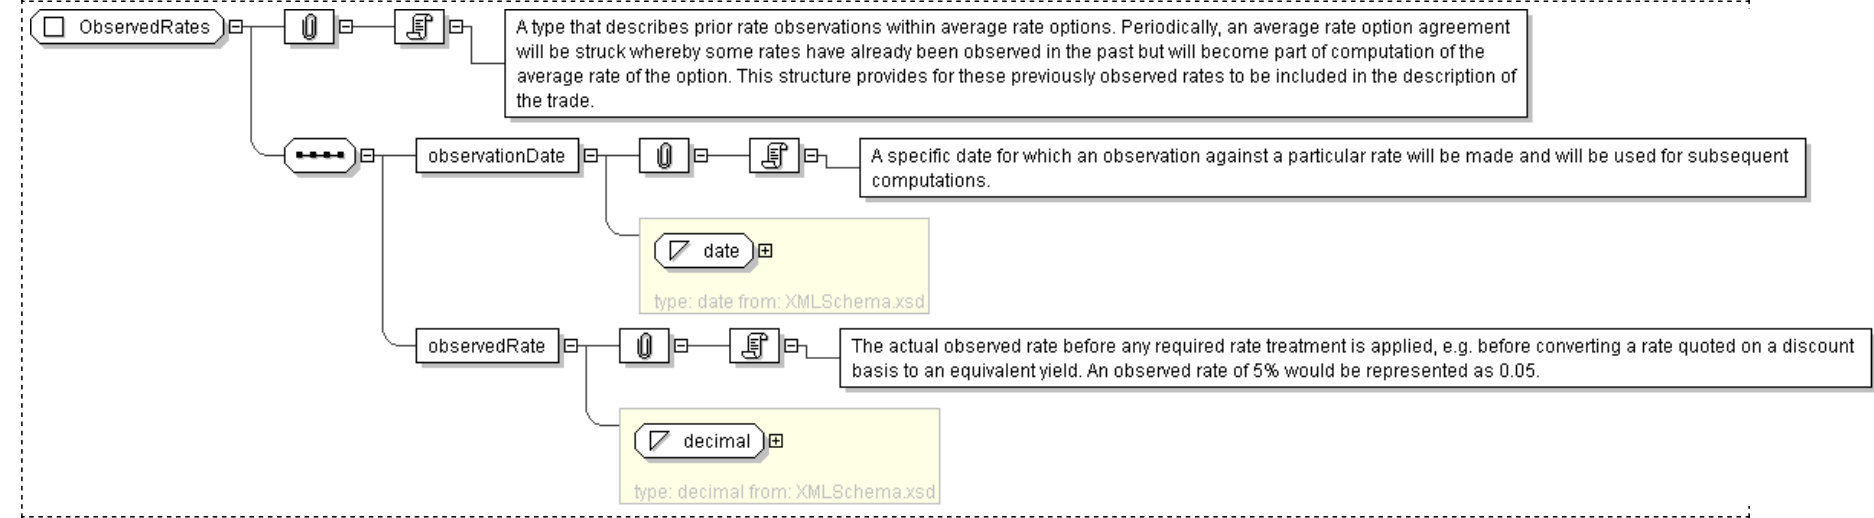 ObservedRates
A type that describes prior rate observations within average rate options. Periodically, an average rate option agreement
will be struck whereby some rates have already been observed in the past but will become part of computation of the
average rate of the option. This structure provides for these previously observed rates to be included in the description of
the trade.
observationDate
A specific date for which an observation against a particular rate will be made and will be used for subsequent
computations.
date
type: date from: XMLSchema.xsd
observedRate
The actual observed rate before any required rate treatment is applied, e.g. before converting a rate quoted on a discount
basis to an equivalent yield. An observed rate of 5% would be represented as 0.05.
decimal
type: decimal from: XMLSchema.xsd